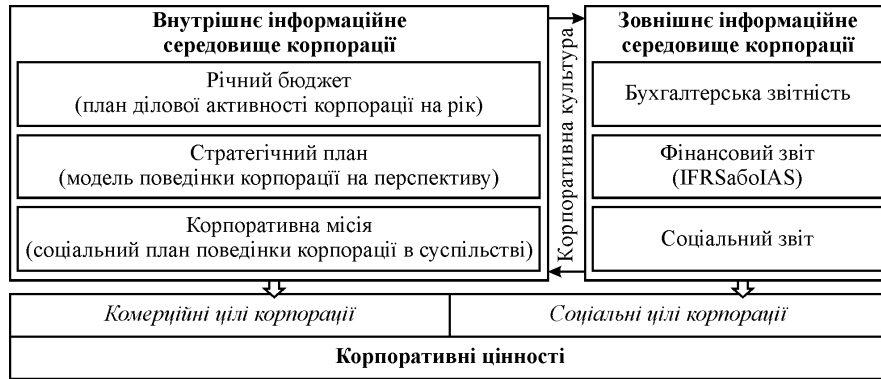 Внутрішнє інформаційне
середовище корпорації
Річний бюджет
(план ділової активності корпорації на рік)
Стратегічний план
(модель поведінки корпорації на перспективу)
Корпоративна місія
(соціальний план поведінки корпорації в суспільстві)
Корпоративна культура
Зовнішнє інформаційне
середовище корпорації
Бухгалтерська звітність
Фінансовий звіт
(IFRSабоIAS)
Соціальний звіт
Комерційні цілі корпорації
Соціальні цілі корпорації
Корпоративні цінності